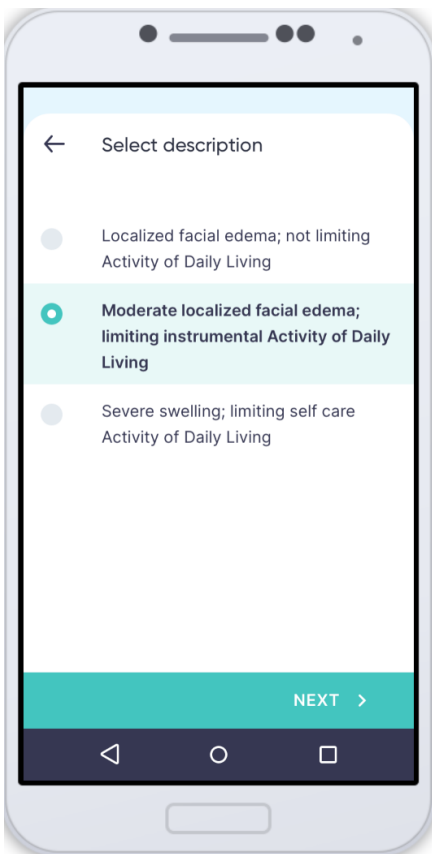 Select description
Localized facial edema; not limiting
Activity of Daily Living
Moderate localized facial edema;
limiting instrumental Activity of Daily
Living
Severe swelling; limiting self care
Activity of Daily Living
NEXT